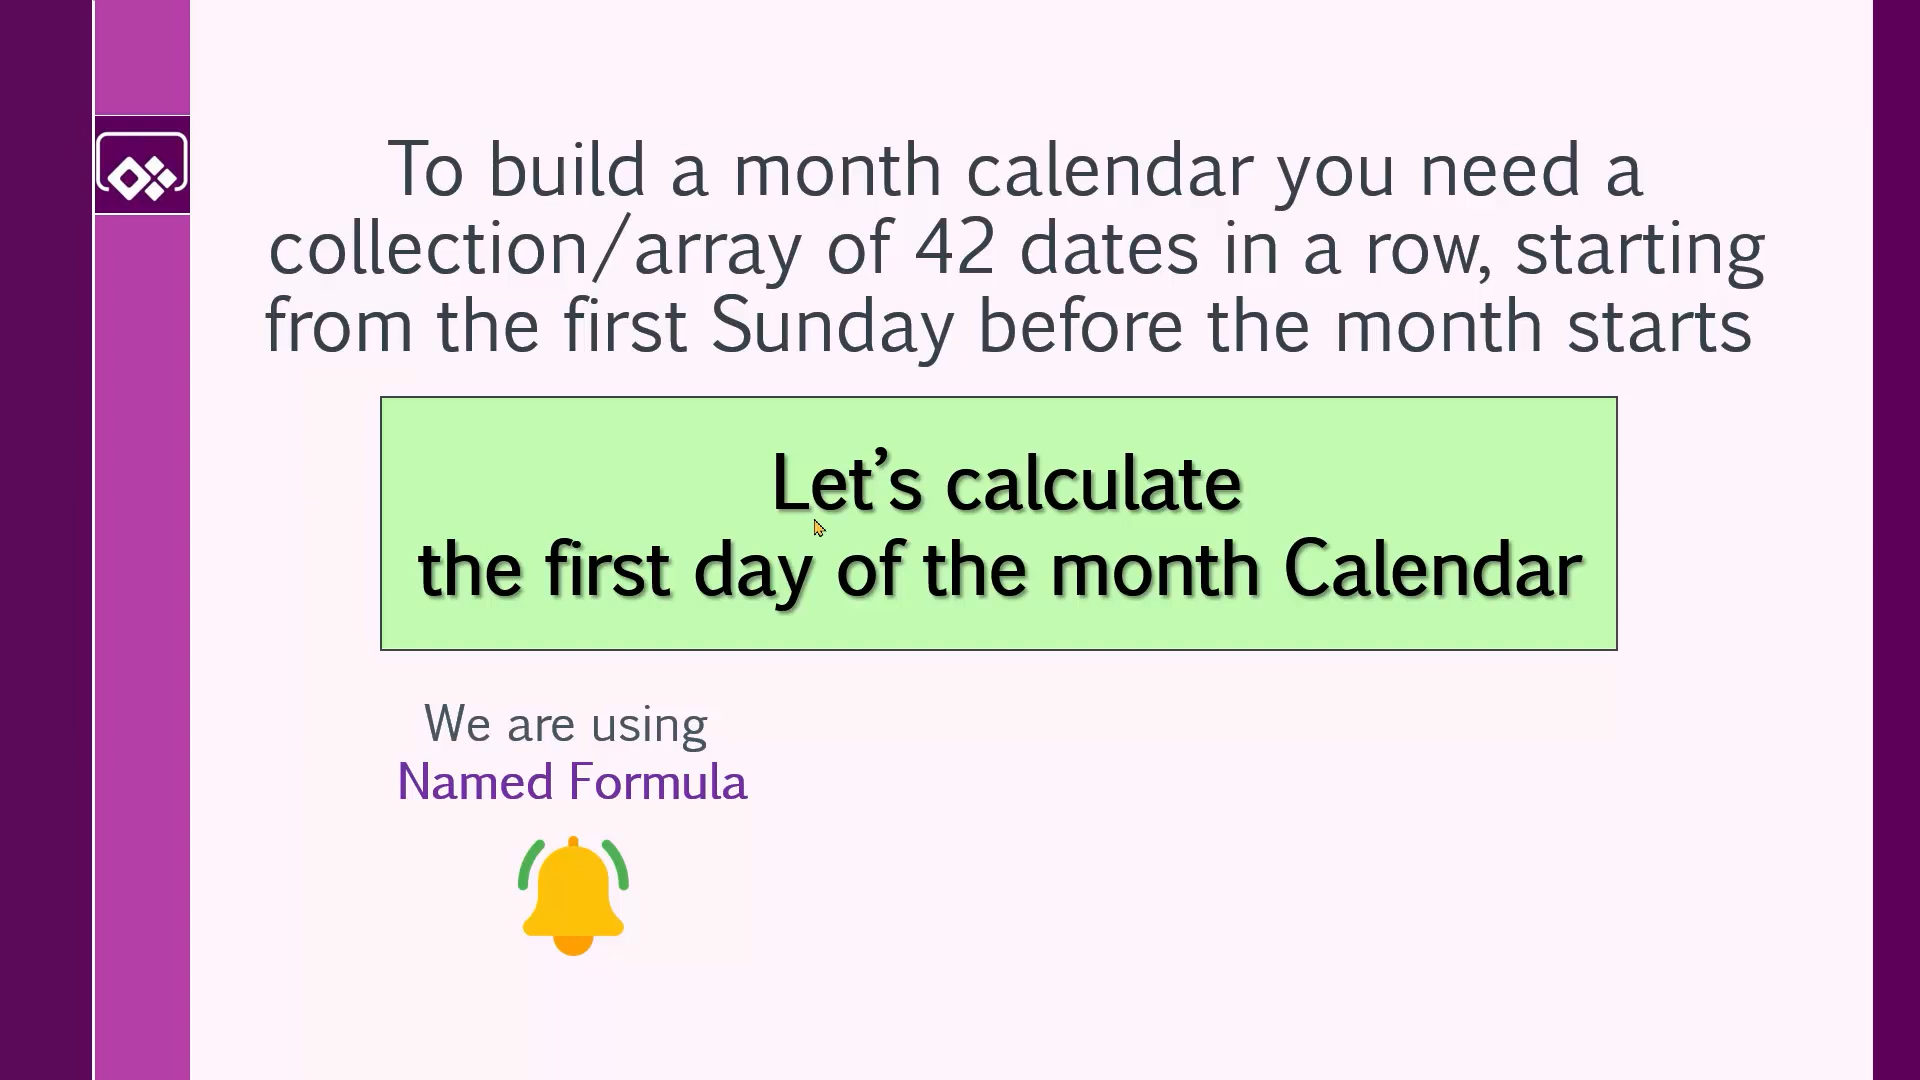 To build a month calendar you need a
collection/array of 42 dates in a row, starting
from the first Sunday before the month starts
Let’s calculate
the first day of the month Calendar
We are using
Named Formula